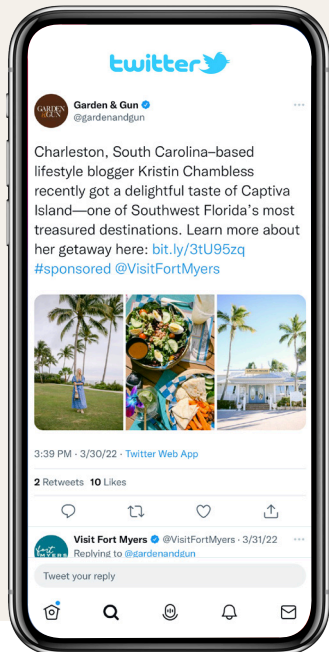 twitter
GARDEN
&GUN
Garden & Gun
@gardenandgun
Charleston, South Carolina–based
lifestyle blogger Kristin Chambless
recently got a delightful taste of Captiva
Island—one of Southwest Florida's most
treasured destinations. Learn more about
her getaway here: bit.ly/3tU95zq
#sponsored @VisitFortMyers
3:39 PM · 3/30/22 · Twitter Web App
2 Retweets 10 Likes
Visit Fort Myers @VisitFortMyers · 3/31/22
Fort
MYERS
Replying to @gardenandgun
Tweet your reply